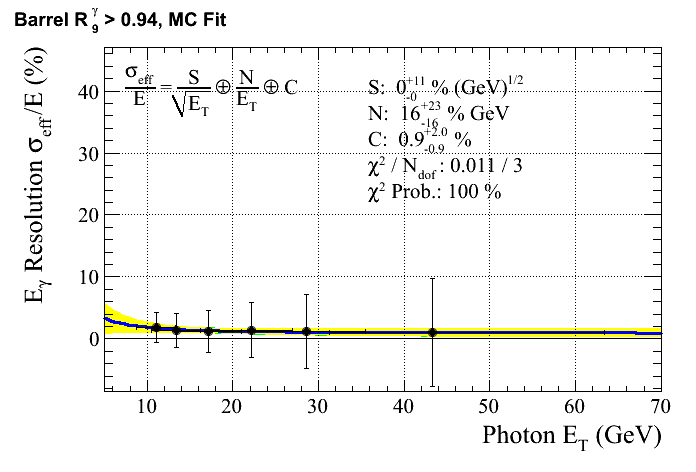 Barrel R9γ > 0.94, MC Fit
σeff/E = S/√ET ⊕ N/ET ⊕ C
S: 0 +11 -0 % (GeV)1/2
N: 16 +23 -16 % GeV
C: 0.9 +2.0 -0.9 %
χ2 / Ndof : 0.011 / 3
χ2 Prob.: 100 %
Eγ Resolution σeff/E (%)
40
30
20
10
0
10 20 30 40 50 60 70
Photon ET (GeV)